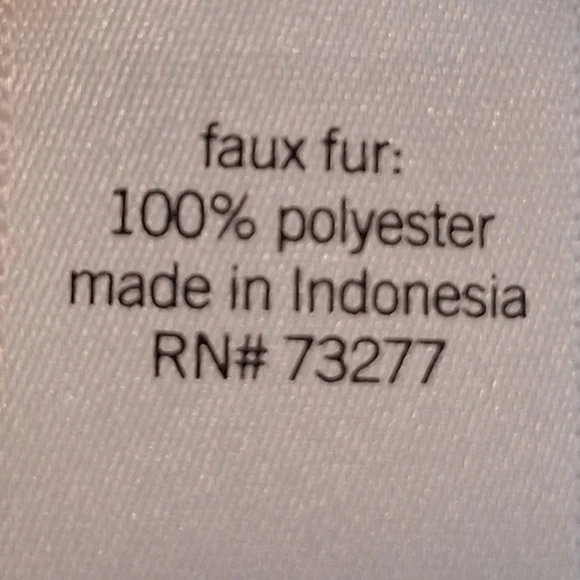 faux fur:
100% polyester
made in Indonesia
RN# 73277